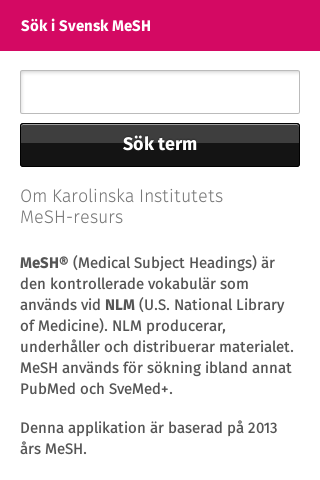 Sök i Svensk MeSH
Sök term
Om Karolinska Institutets
MeSH-resurs
MeSH® (Medical Subject Headings) är
den kontrollerade vokabulär som
används vid NLM (U.S. National Library
of Medicine). NLM producerar,
underhåller och distribuerar materialet.
MeSH används för sökning ibland annat
PubMed och SveMed+.
Denna applikation är baserad på 2013
års MeSH.